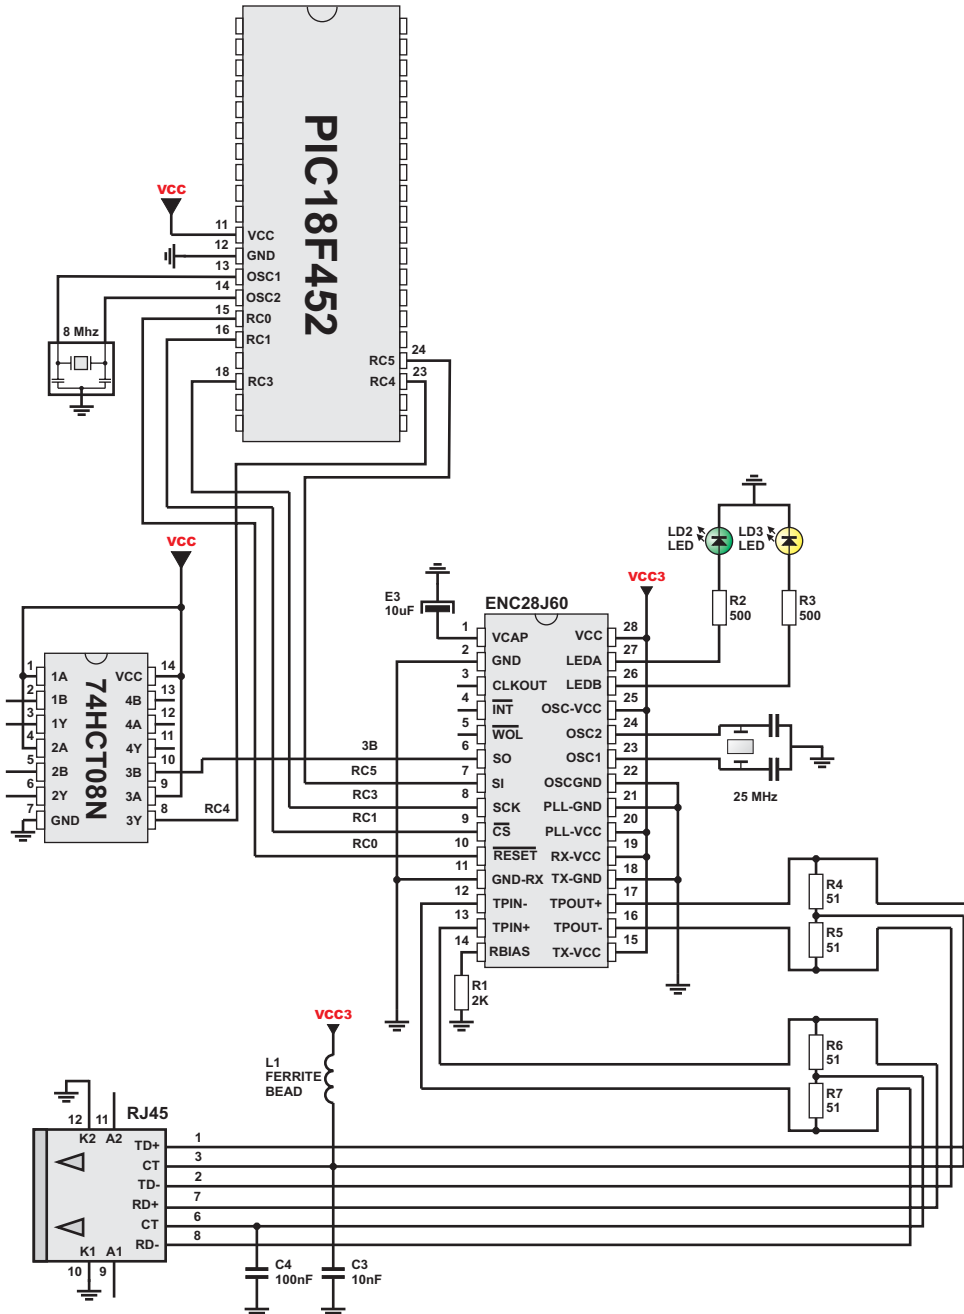 PIC18F452
VCC
11 VCC
12 GND
13 OSC1
14 OSC2
15 RC0
16 RC1
18 RC3
RC5 24
RC4 23
8 Mhz
VCC
74HCT08N
1 1A
2 1B
3 1Y
4 2A
5 2B
6 2Y
7 GND
VCC 14
4B 13
4A 12
4Y 11
3B 10
3A 9
3Y 8
RC4
3B
RC5
RC3
RC1
RC0
E3
10uF
ENC28J60
1 VCAP
2 GND
3 CLKOUT
4 INT
5 WOL
6 SO
7 SI
8 SCK
9 CS
10 RESET
11 GND-RX
12 TPIN-
13 TPIN+
14 RBIAS
VCC 28
LEDA 27
LEDB 26
OSC-VCC 25
OSC2 24
OSC1 23
OSCGND 22
PLL-GND 21
PLL-VCC 20
RX-VCC 19
TX-GND 18
TPOUT+ 17
TPOUT- 16
TX-VCC 15
VCC3
LD2
LED
LD3
LED
R2
500
R3
500
25 MHz
R4
51
R5
51
R6
51
R7
51
R1
2K
VCC3
L1
FERRITE
BEAD
RJ45
12 K2
11 A2
TD+ 1
CT 3
TD- 2
RD+ 7
CT 6
RD- 8
K1 10
A1 9
C4
100nF
C3
10nF